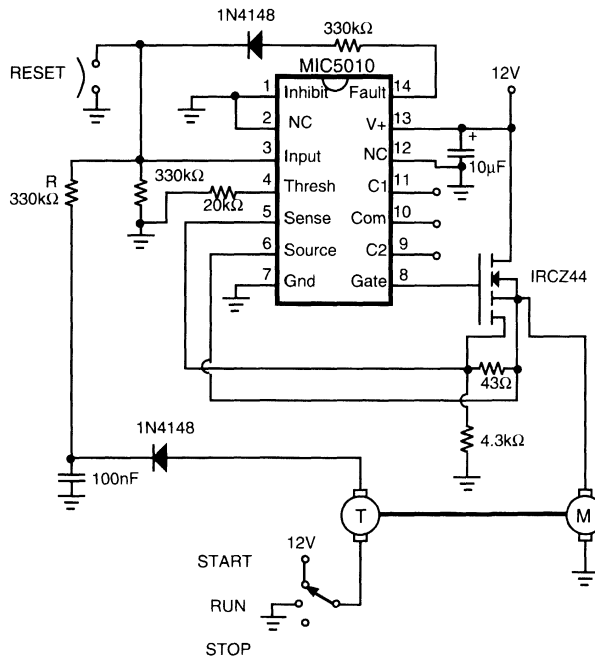 1N4148
330kΩ
RESET
MIC5010
12V
1 Inhibit Fault 14
2 NC V+ 13
3 Input NC 12
4 Thresh C1 11
5 Sense Com 10
6 Source C2 9
7 Gnd Gate 8
+
10µF
R
330kΩ
330kΩ
20kΩ
IRCZ44
43Ω
4.3kΩ
1N4148
100nF
T
M
12V
START
RUN
STOP